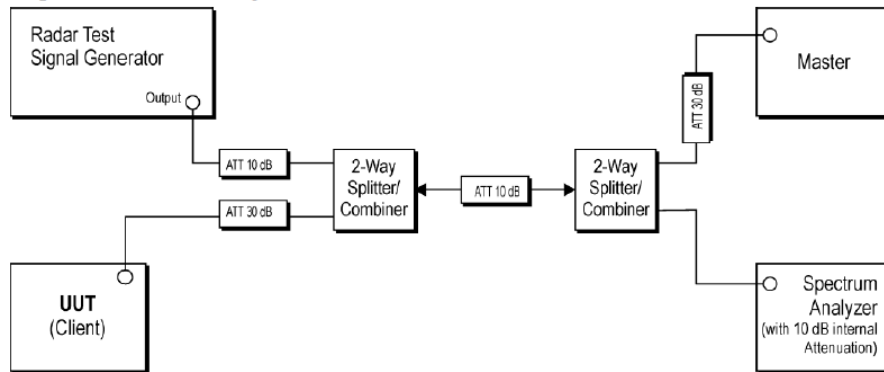 Radar Test
Signal Generator
Output
ATT 10 dB
ATT 30 dB
2-Way
Splitter/
Combiner
ATT 10 dB
2-Way
Splitter/
Combiner
ATT 30 dB
Master
UUT
(Client)
Spectrum
Analyzer
(with 10 dB internal
Attenuation)